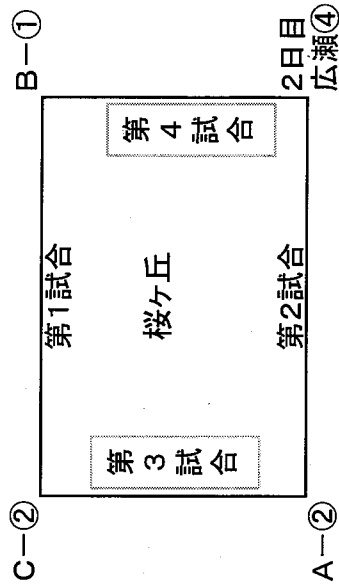 C－②
B－①
第1試合
第3試合
桜ヶ丘
第4試合
第2試合
A－②
2日目
広瀬④